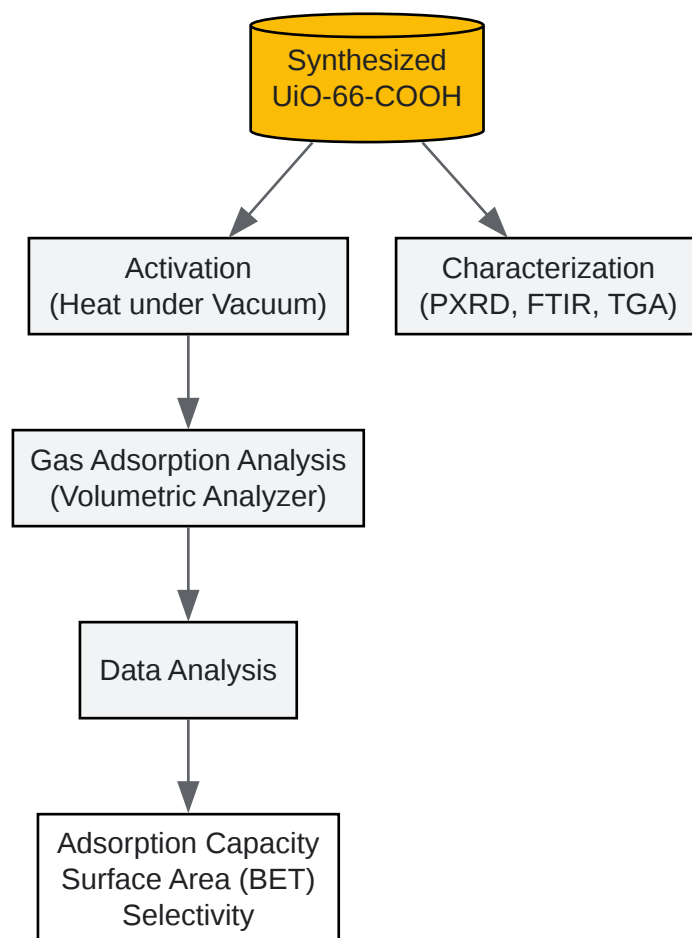 Synthesized
UiO-66-COOH
Activation
(Heat under Vacuum)
Characterization
(PXRD, FTIR, TGA)
Gas Adsorption Analysis
(Volumetric Analyzer)
Data Analysis
Adsorption Capacity
Surface Area (BET)
Selectivity